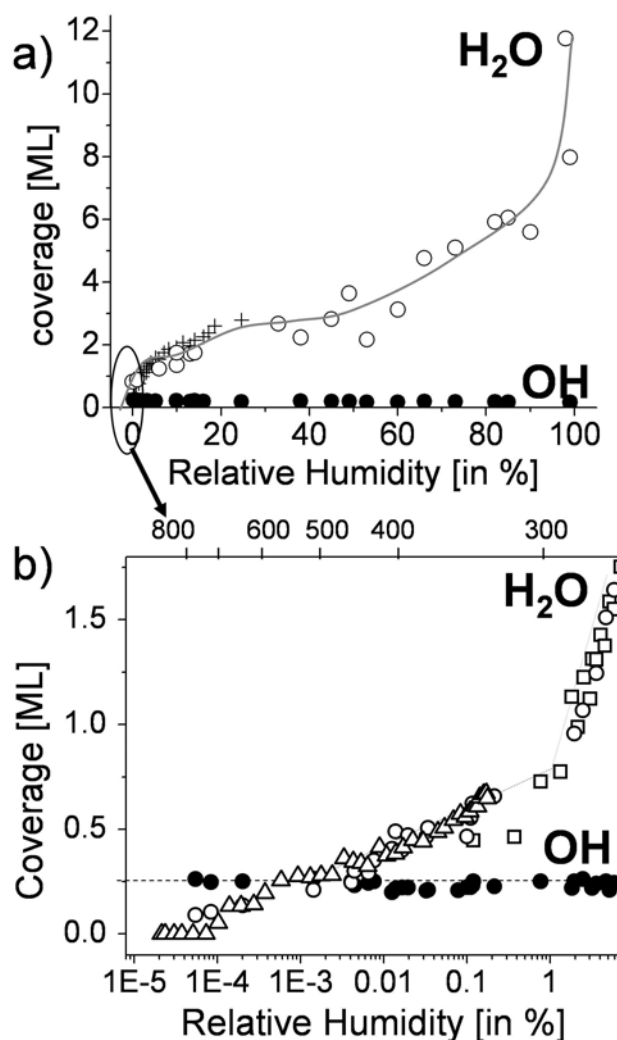 a)
H₂O
12
10
8
6
4
2
0
coverage [ML]
OH
0 20 40 60 80 100
Relative Humidity [in %]
800 600 500 400 300
b)
H₂O
1.5
1.0
0.5
0.0
Coverage [ML]
OH
1E-5 1E-4 1E-3 0.01 0.1 1
Relative Humidity [in %]